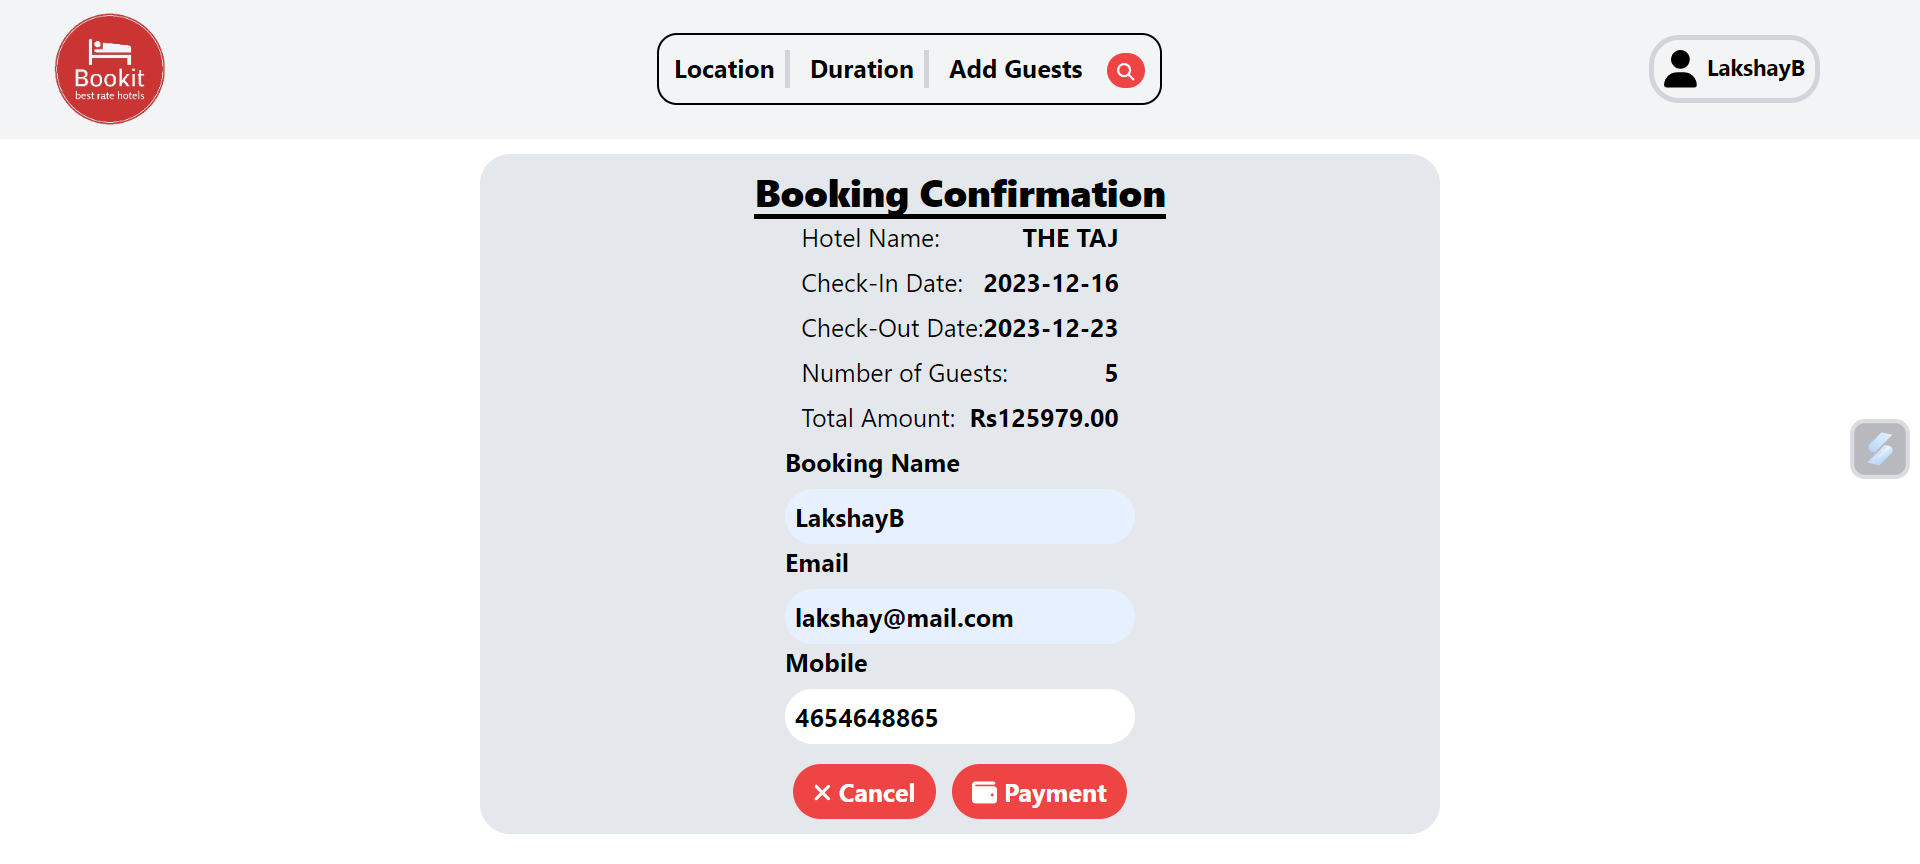 Bookit
best rate hotels
Location Duration Add Guests
LakshayB
Booking Confirmation
Hotel Name: THE TAJ
Check-In Date: 2023-12-16
Check-Out Date:2023-12-23
Number of Guests: 5
Total Amount: Rs125979.00
Booking Name
LakshayB
Email
lakshay@mail.com
Mobile
4654648865
Cancel Payment